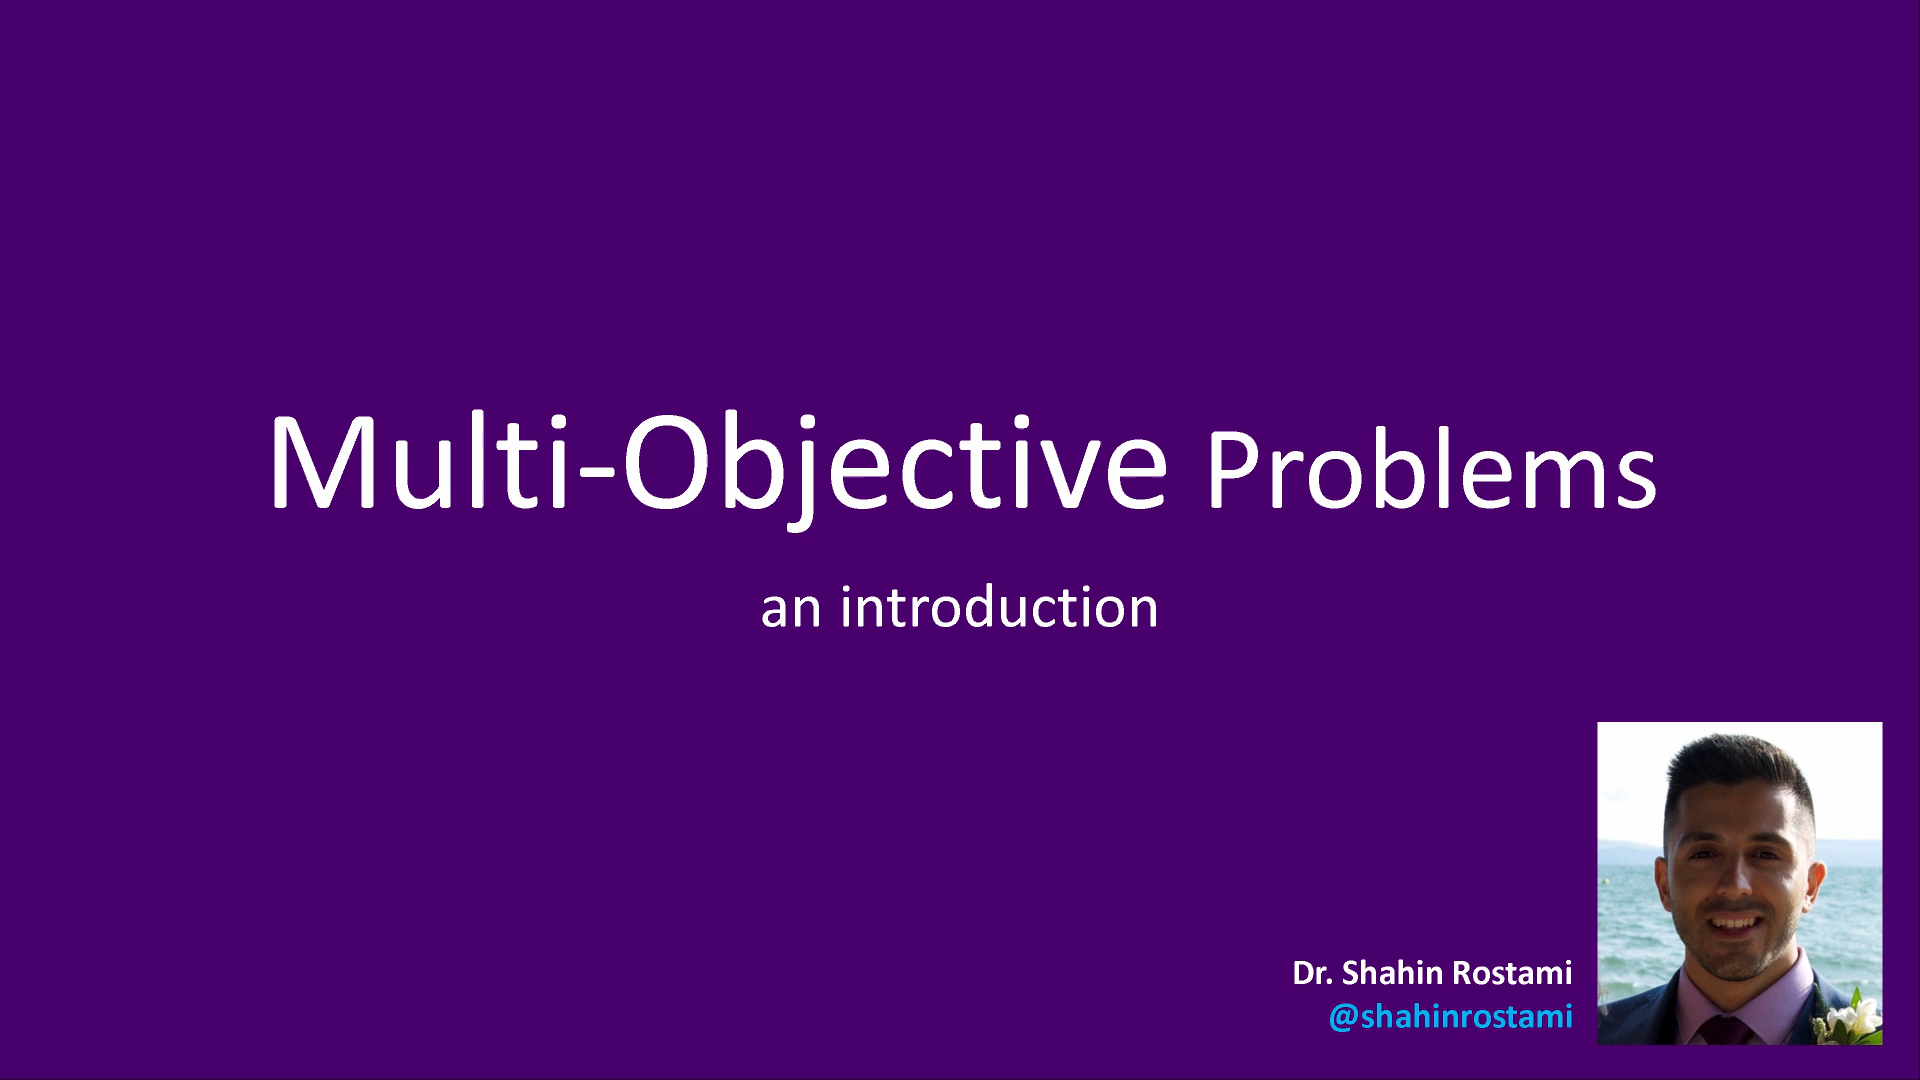 Multi-Objective Problems
an introduction
Dr. Shahin Rostami
@shahinrostami